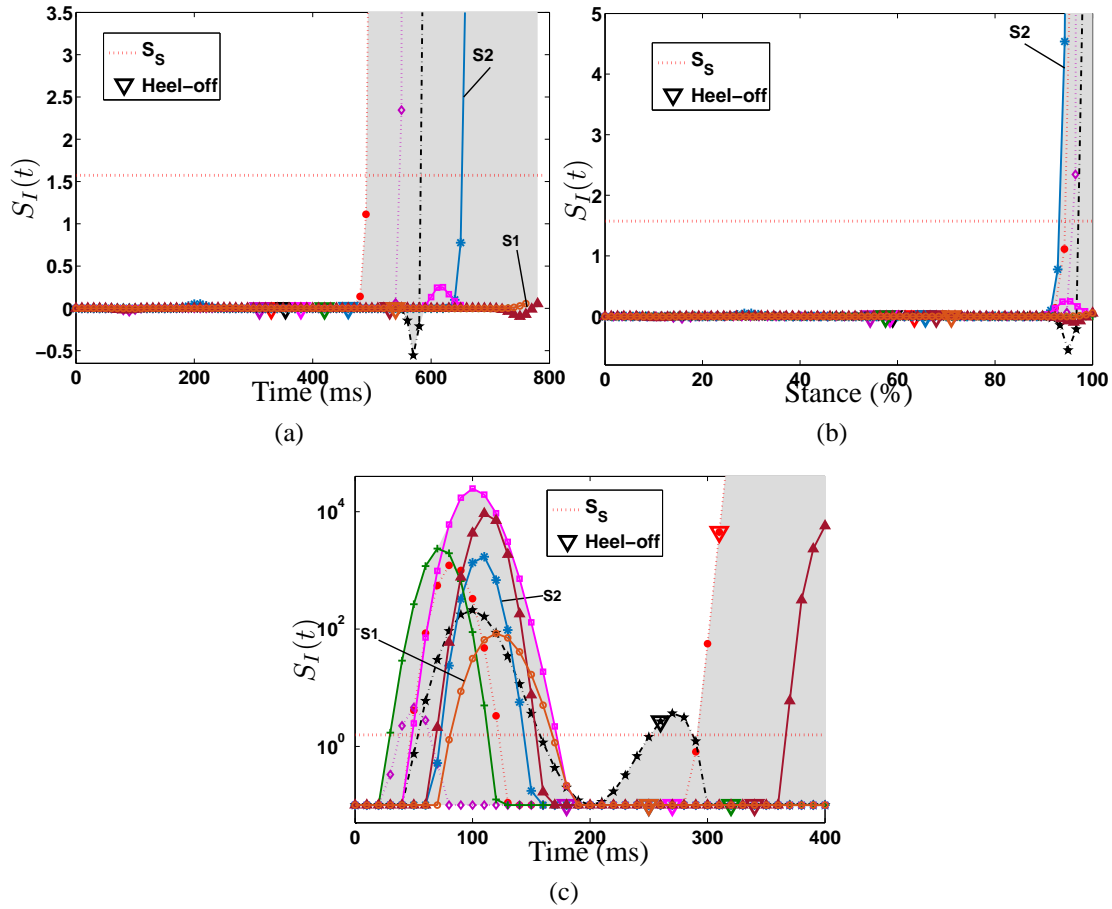 3.5
3
2.5
2
1.5
1
0.5
0
−0.5
S_I(t)
S_S
Heel−off
S2
S1
0
200
400
600
800
Time (ms)
(a)
5
4
3
2
1
0
S_I(t)
S_S
Heel−off
S2
0
20
40
60
80
100
Stance (%)
(b)
10^4
10^2
10^0
S_I(t)
S_S
Heel−off
S1
S2
0
100
200
300
400
Time (ms)
(c)